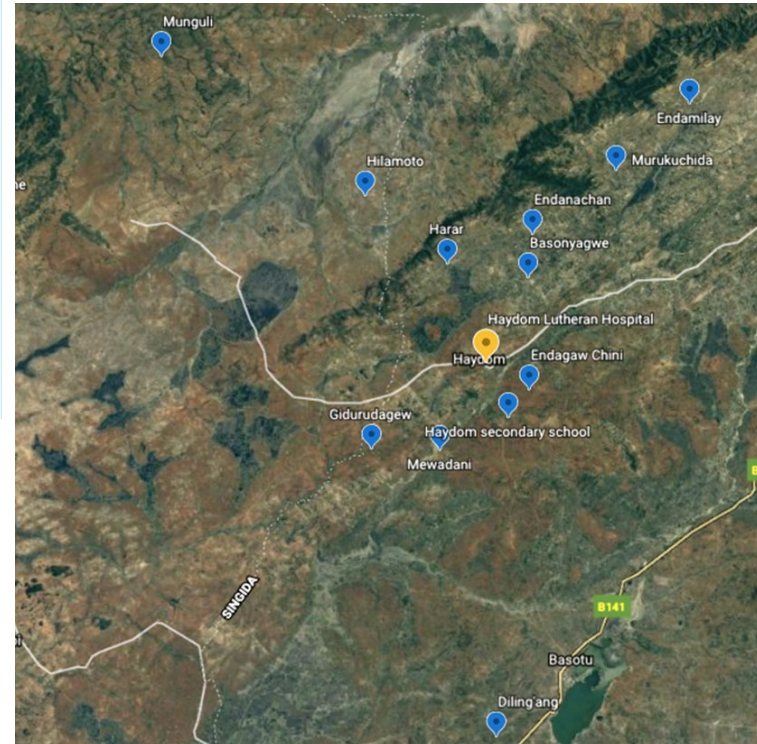 Munguli
Endamilay
Hilamoto
Murukuchida
Endanachan
Harar
Basonyagwe
Haydom Lutheran Hospital
Haydom
Endagaw Chini
Gidurudagew
Haydom secondary school
Mewadani
SINGIDA
B141
Basotu
Diling'ang